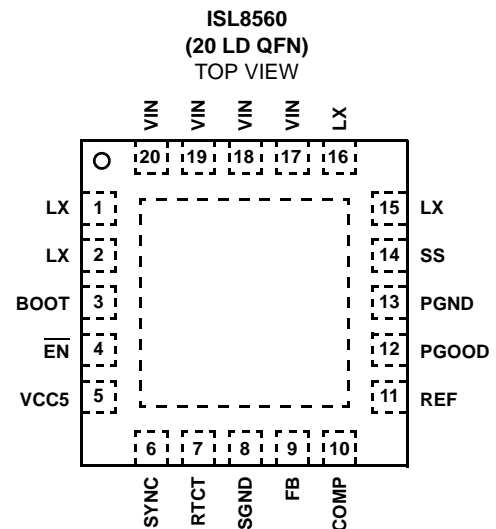 ISL8560
(20 LD QFN)
TOP VIEW
VIN VIN VIN VIN LX
20 19 18 17 16
LX 1 15 LX
LX 2 14 SS
BOOT 3 13 PGND
E̅N̅ 4 12 PGOOD
VCC5 5 11 REF
6 7 8 9 10
SYNC RTCT SGND FB COMP